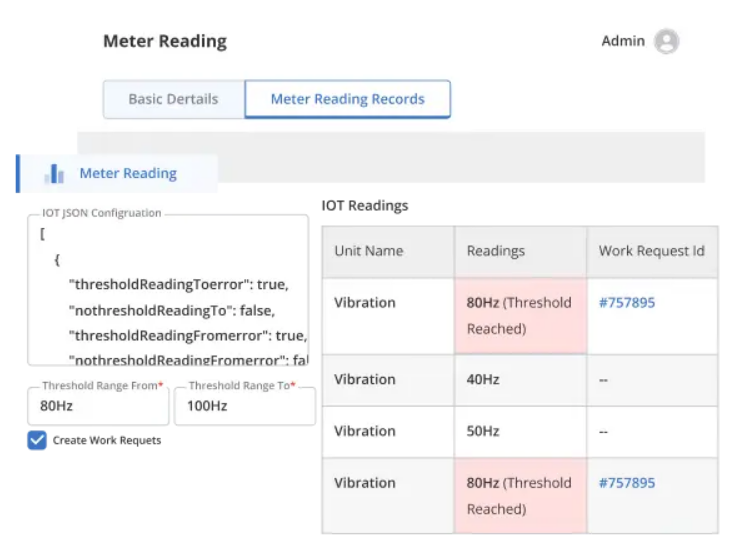 Meter Reading
Admin
Basic Dertails
Meter Reading Records
Meter Reading
IOT JSON Configruation
[
{
"thresholdReadingToerror": true,
"nothresholdReadingTo": false,
"thresholdReadingFromerror": true,
"nothresholdReadingFromerror": fal
Threshold Range From*
Threshold Range To*
80Hz
100Hz
Create Work Requets
IOT Readings
Unit Name
Readings
Work Request Id
Vibration
80Hz (Threshold
Reached)
#757895
Vibration
40Hz
--
Vibration
50Hz
--
Vibration
80Hz (Threshold
Reached)
#757895